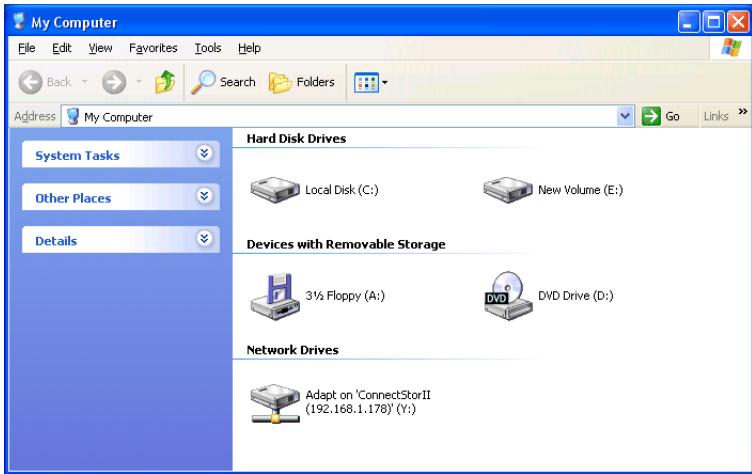 My Computer
File Edit View Favorites Tools Help
Back Search Folders
Address My Computer Go Links »
System Tasks
Other Places
Details
Hard Disk Drives
Local Disk (C:) New Volume (E:)
Devices with Removable Storage
3½ Floppy (A:) DVD DVD Drive (D:)
Network Drives
Adapt on 'ConnectStorII
(192.168.1.178)' (Y:)